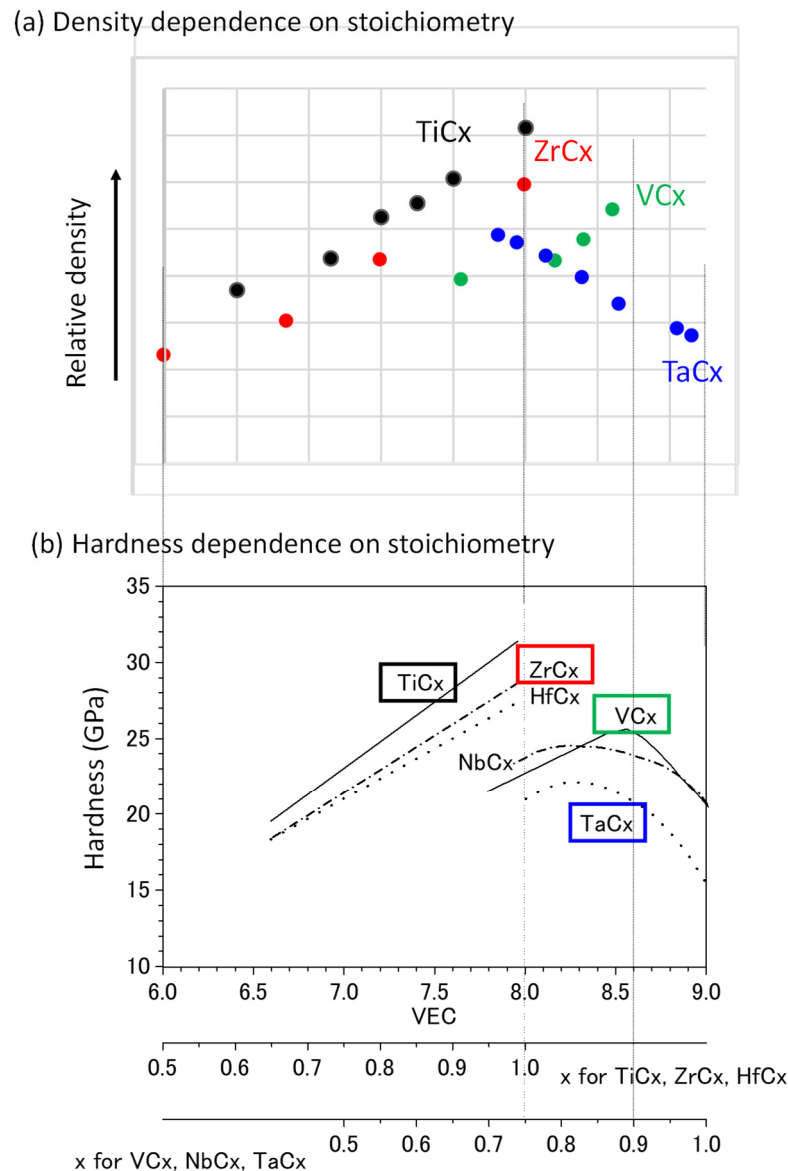 (a) Density dependence on stoichiometry
TiCx
ZrCx
VCx
Relative density
TaCx
(b) Hardness dependence on stoichiometry
35
30
25
20
15
10
Hardness (GPa)
TiCx
ZrCx
HfCx
VCx
NbCx
TaCx
6.0 6.5 7.0 7.5 8.0 8.5 9.0
VEC
0.5 0.6 0.7 0.8 0.9 1.0
x for TiCx, ZrCx, HfCx
0.5 0.6 0.7 0.8 0.9 1.0
x for VCx, NbCx, TaCx